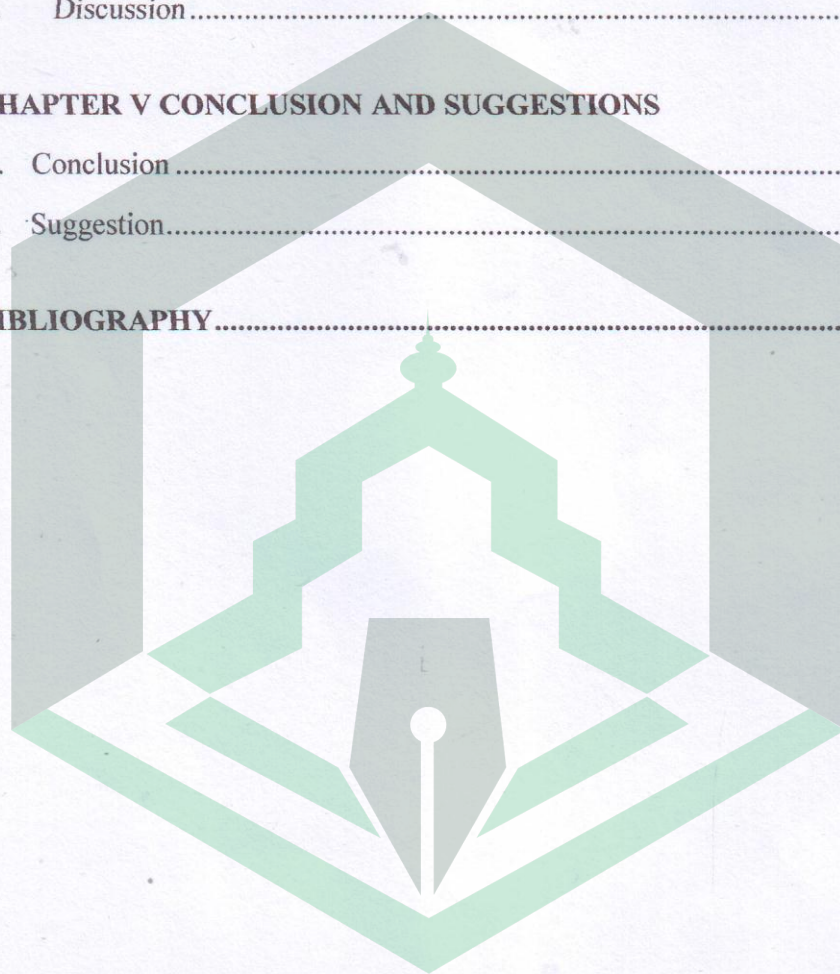 Discussion ........................................................................................
HAPTER V CONCLUSION AND SUGGESTIONS
. Conclusion ........................................................................................
Suggestion........................................................................................
IBLIOGRAPHY........................................................................................